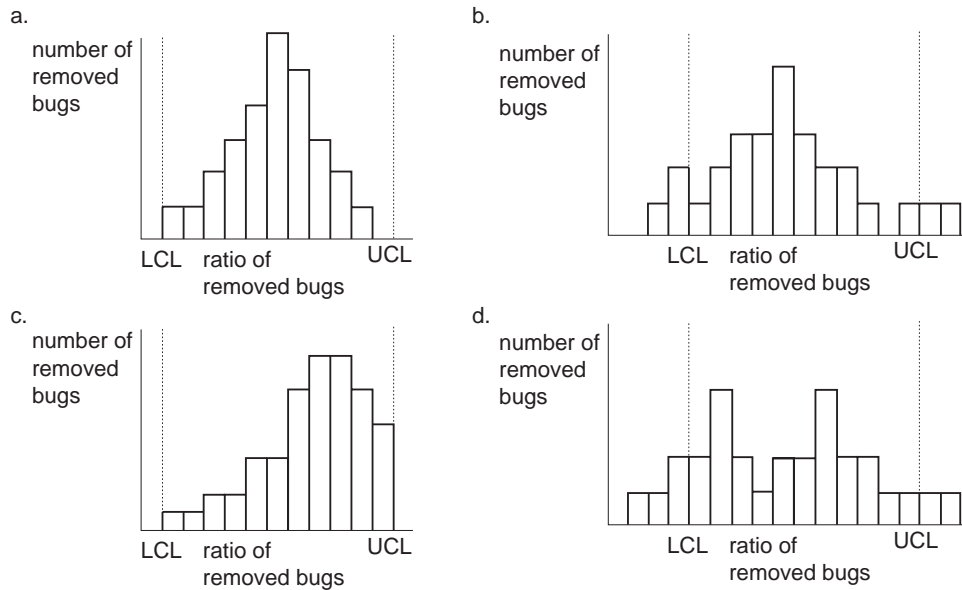 a.
number of
removed
bugs
LCL
ratio of
removed bugs
UCL
b.
number of
removed
bugs
LCL
ratio of
removed bugs
UCL
c.
number of
removed
bugs
LCL
ratio of
removed bugs
UCL
d.
number of
removed
bugs
LCL
ratio of
removed bugs
UCL